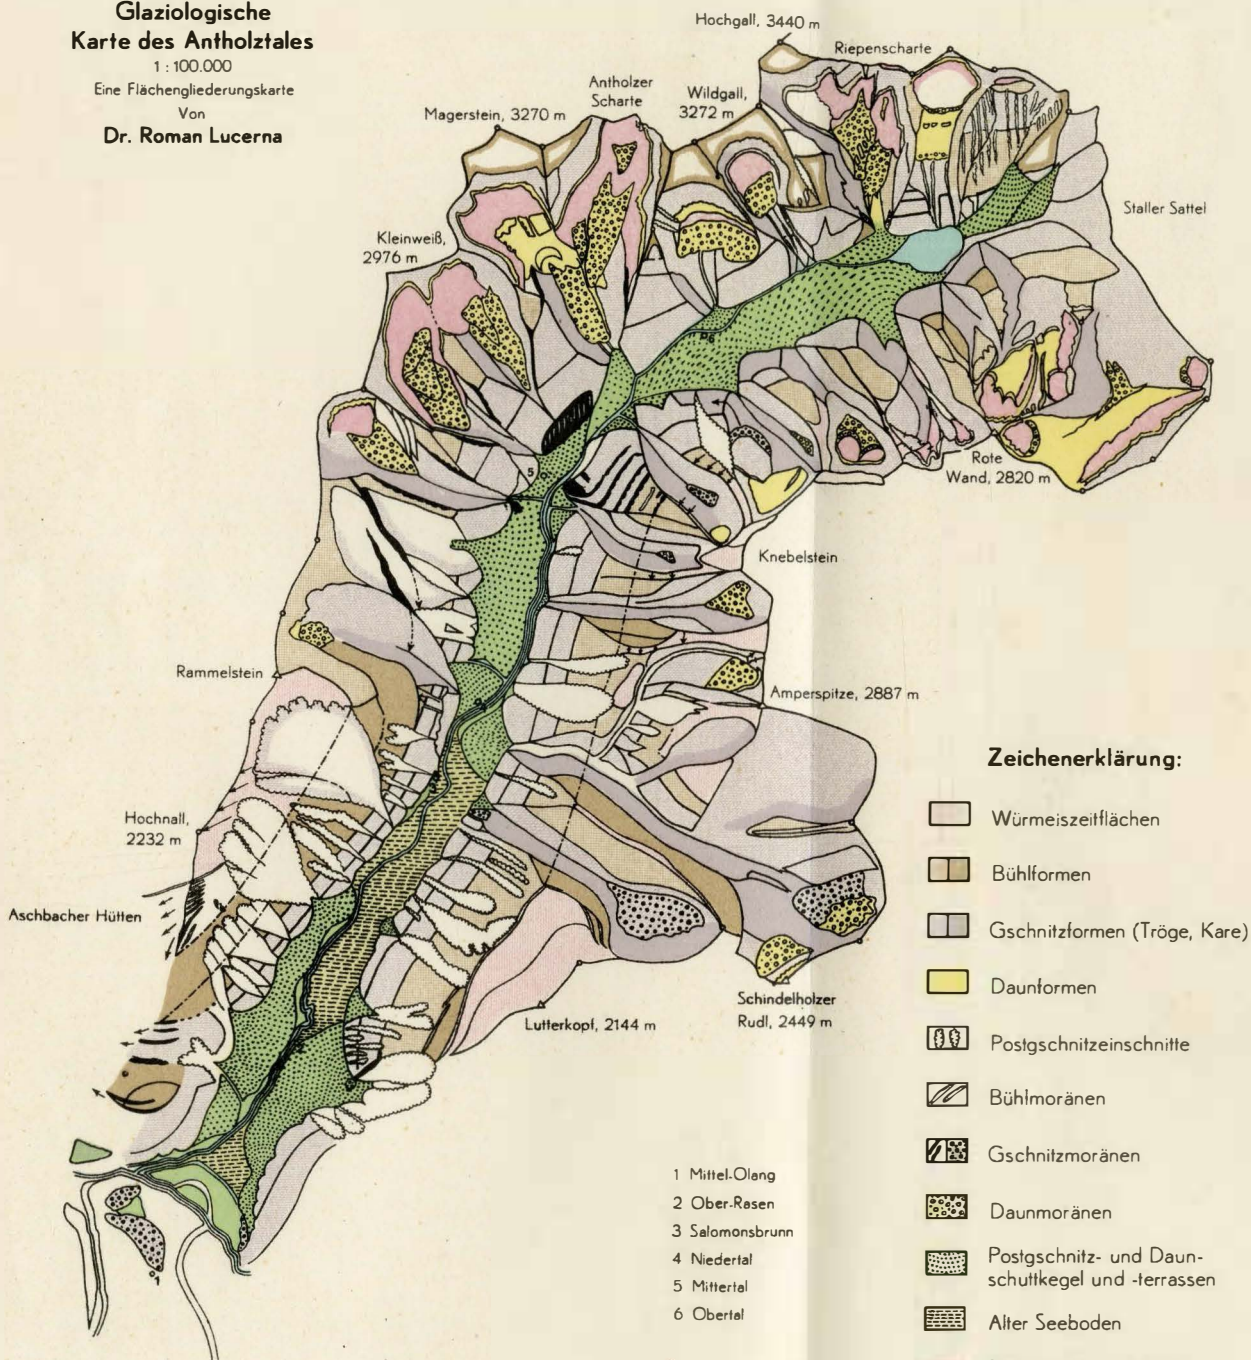 Glaziologische
Karte des Antholztales
1 : 100.000
Eine Flächengliederungskarte
Von
Dr. Roman Lucerna
Hochgall, 3440 m
Riepenscharte
Antholzer
Scharte
Wildgall,
3272 m
Magerstein, 3270 m
Staller Sattel
Kleinweiß,
2976 m
6
5
Rote
Wand, 2820 m
Knebelstein
Rammelstein
Amperspitze, 2887 m
Hochnall,
2232 m
Aschbacher Hütten
Schindelholzer
Rudl, 2449 m
Lutterkopf, 2144 m
1
1 Mittel-Olang
2 Ober-Rasen
3 Salomonsbrunn
4 Niedertal
5 Mittertal
6 Obertal
Zeichenerklärung:
Würmeiszeitflächen
Bühlformen
Gschnitzformen (Tröge, Kare)
Daunformen
Postgschnitzeinschnitte
Bühlmoränen
Gschnitzmoränen
Daunmoränen
Postgschnitz- und Daun-
schuttkegel und -terrassen
Alter Seeboden